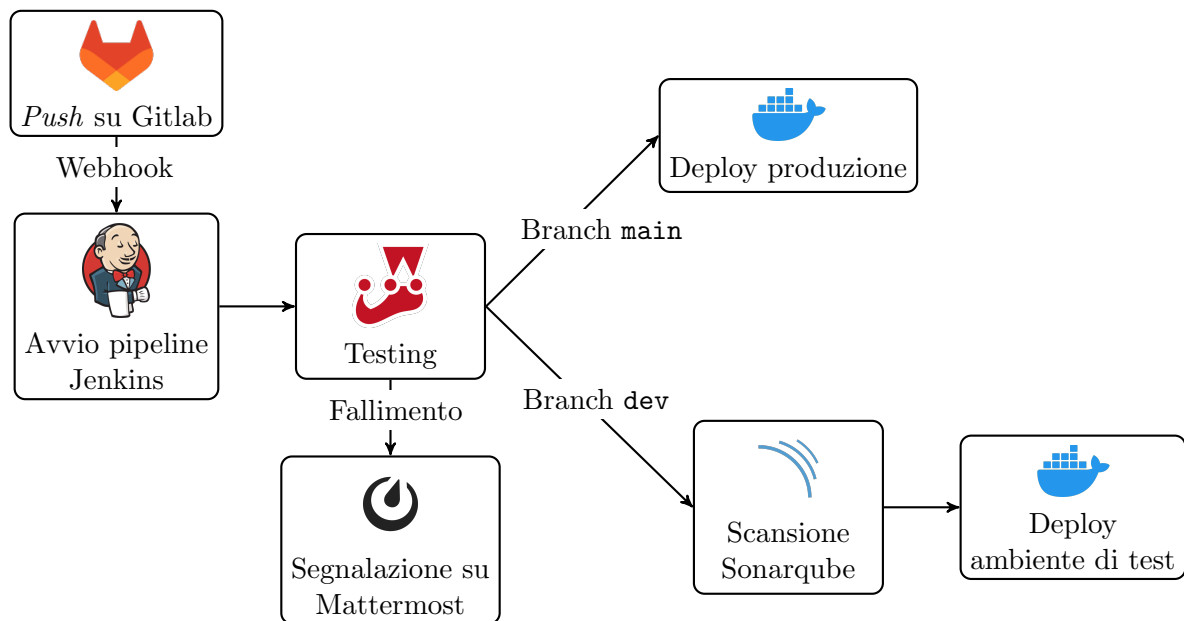 Push su Gitlab
Webhook
Avvio pipeline
Jenkins
Testing
Fallimento
Segnalazione su
Mattermost
Branch main
Deploy produzione
Branch dev
Scansione
Sonarqube
Deploy
ambiente di test